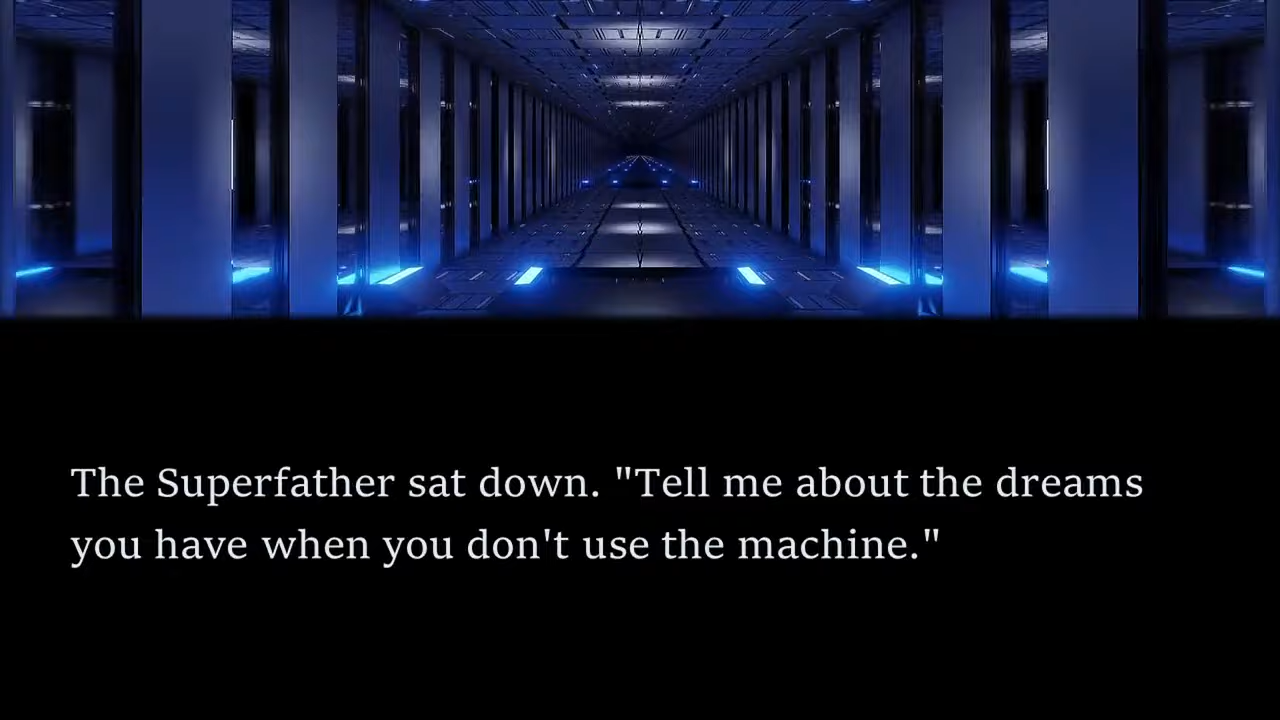 The Superfather sat down. "Tell me about the dreams
you have when you don't use the machine."